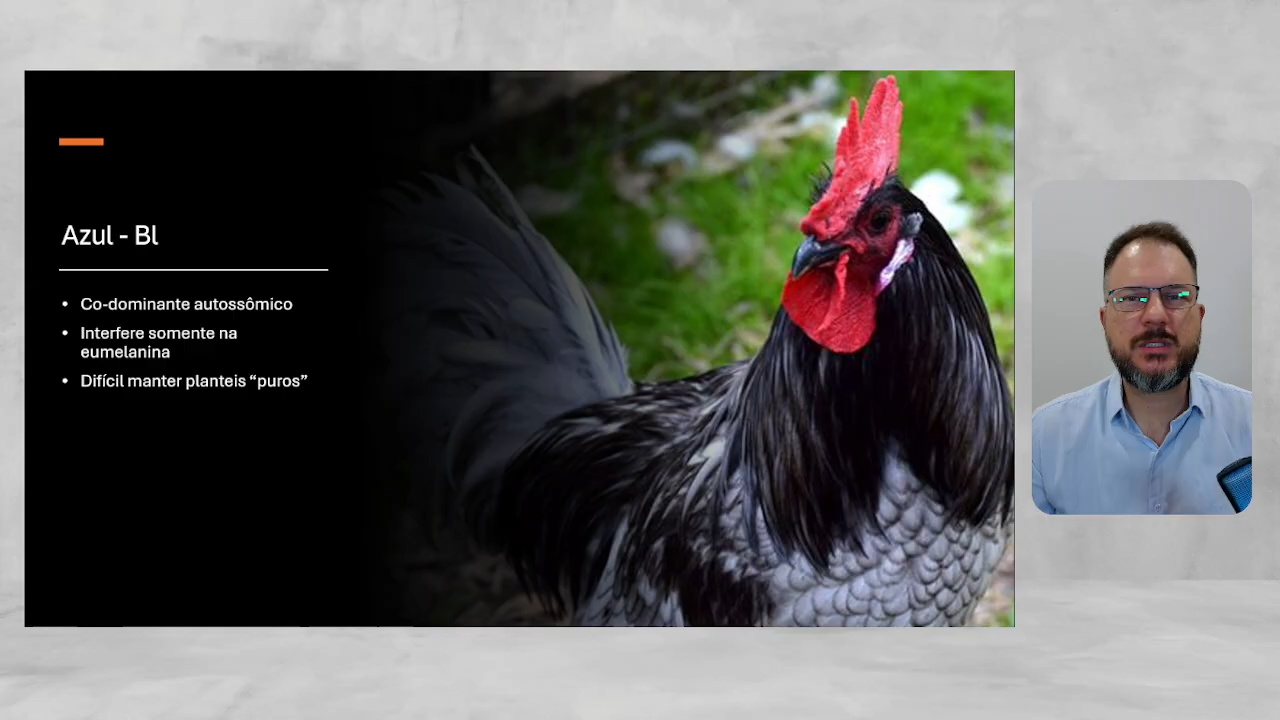 Azul - Bl
• Co-dominante autossômico
• Interfere somente na
eumelanina
• Difícil manter planteis “puros”